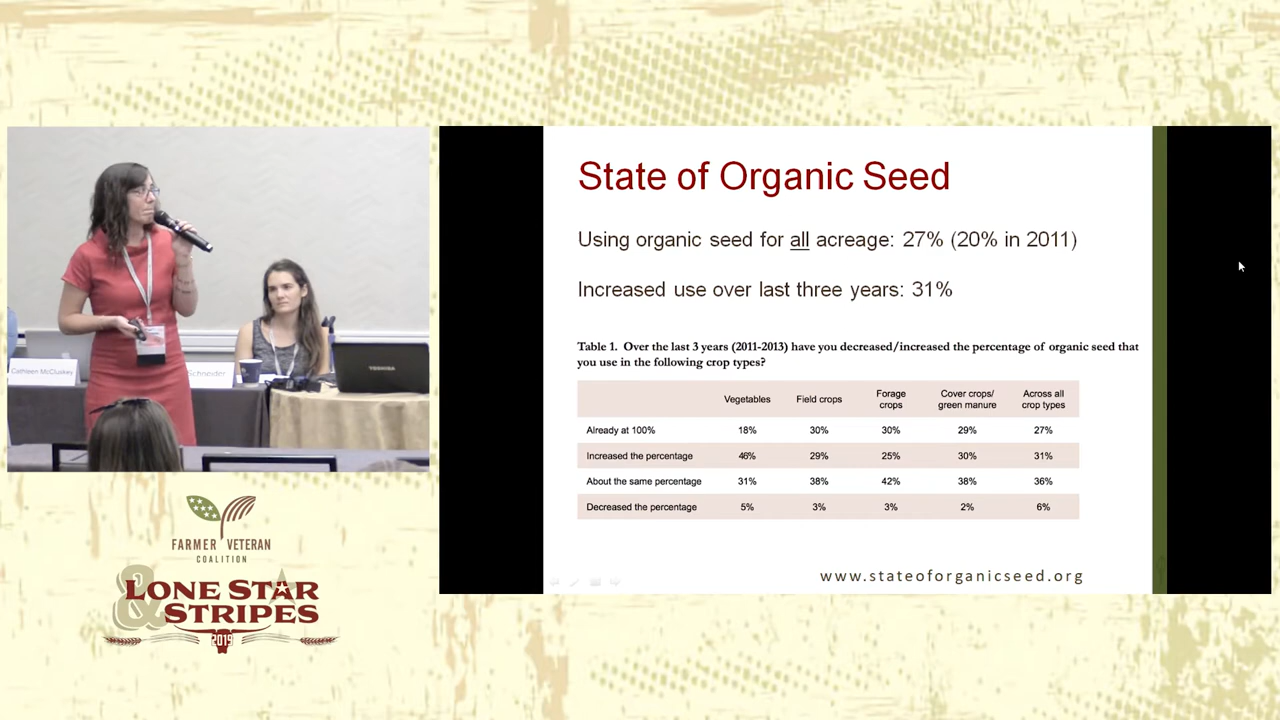 State of Organic Seed
Using organic seed for all acreage: 27% (20% in 2011)
Increased use over last three years: 31%
Table 1. Over the last 3 years (2011-2013) have you decreased/increased the percentage of organic seed that
you use in the following crop types?
Vegetables Field crops Forage crops Cover crops/ green manure Across all crop types
Already at 100% 18% 30% 30% 29% 27%
Increased the percentage 46% 29% 25% 30% 31%
About the same percentage 31% 38% 42% 38% 36%
Decreased the percentage 5% 3% 3% 2% 6%
www.stateoforganicseed.org
Cathleen McCluskey
Schneider
TOSHIBA
FARMER VETERAN
COALITION
&
LONE STAR
STRIPES
2019